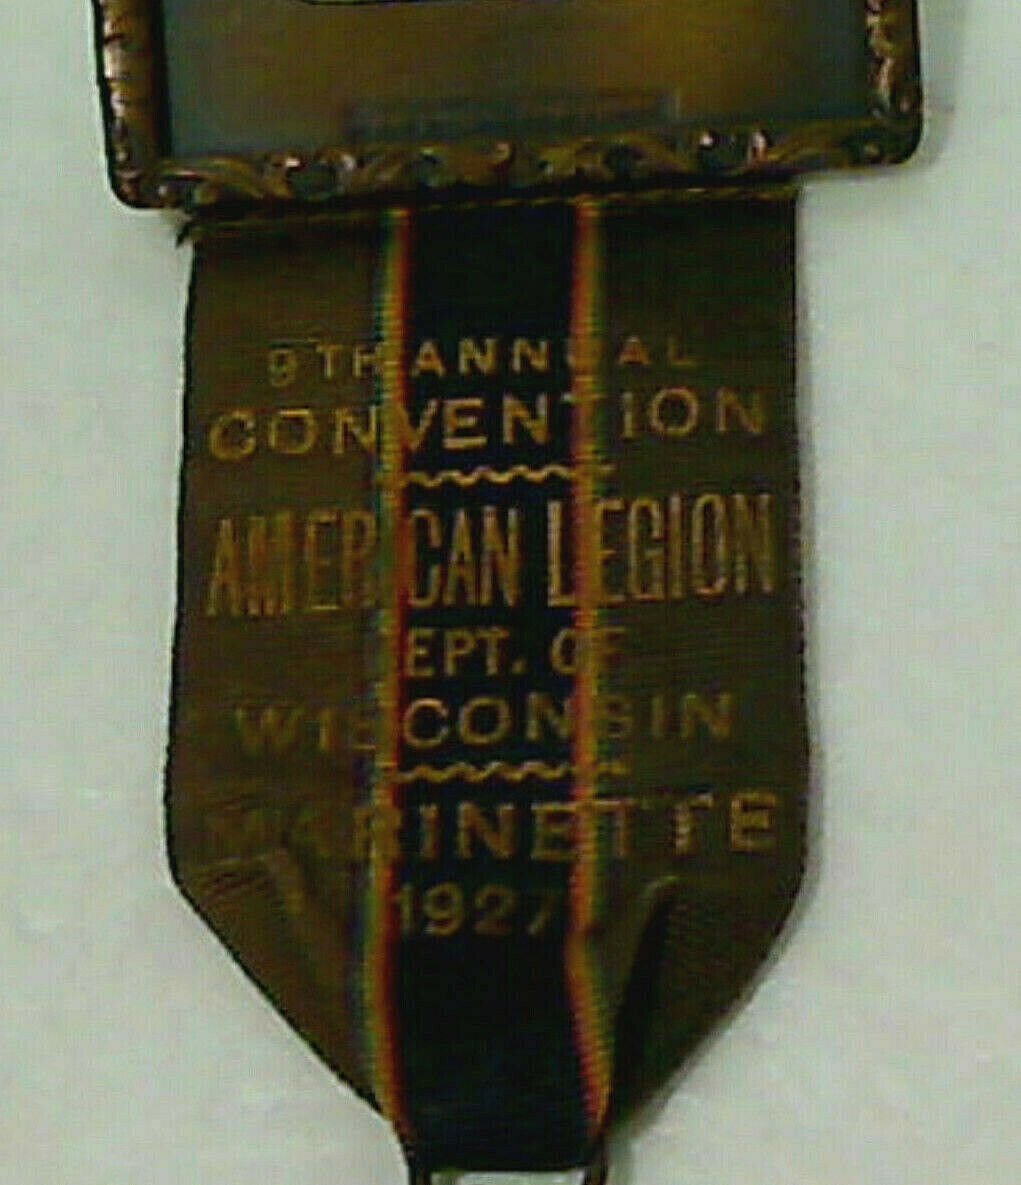 9TH ANNUAL
CONVENTION
AMERICAN LEGION
DEPT. OF
WISCONSIN
MARINETTE
1927